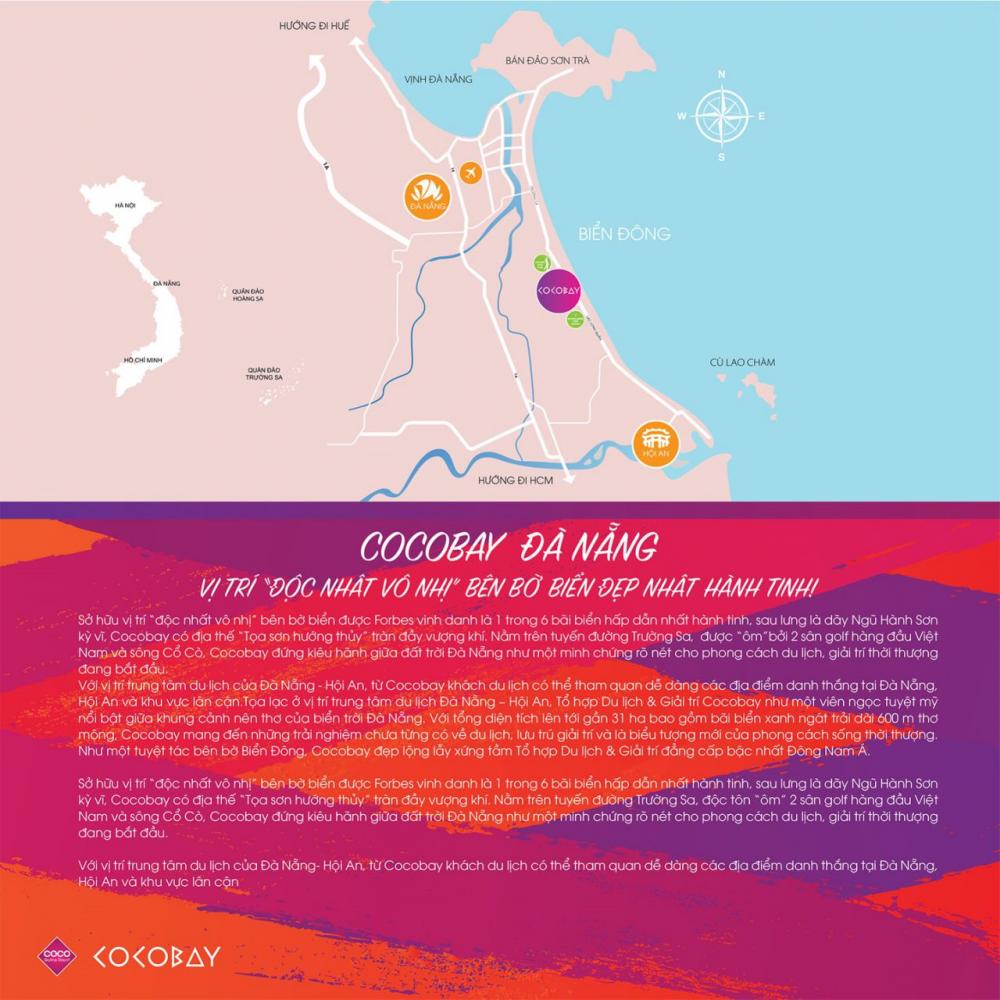 HƯỚNG ĐI HUẾ
BÁN ĐẢO SƠN TRÀ
VỊNH ĐÀ NẴNG
N
W
E
S
1A
ĐÀ NẴNG
HÀ NỘI
BIỂN ĐÔNG
ĐÀ NẴNG
QUẦN ĐẢO
HOÀNG SA
COCOBAY
HỒ CHÍ MINH
QUẦN ĐẢO
TRƯỜNG SA
CÙ LAO CHÀM
HỘI AN
HƯỚNG ĐI HCM
COCOBAY ĐÀ NẴNG
VỊ TRÍ "ĐỘC NHẤT VÔ NHỊ" BÊN BỜ BIỂN ĐẸP NHẤT HÀNH TINH!
Sở hữu vị trí "độc nhất vô nhị" bên bờ biển được Forbes vinh danh là 1 trong 6 bãi biển hấp dẫn nhất hành tinh, sau lưng là dãy Ngũ Hành Sơn
kỳ vĩ, Cocobay có địa thế "Tọa sơn hướng thủy" tràn đầy vượng khí. Nằm trên tuyến đường Trường Sa, được "ôm"bởi 2 sân golf hàng đầu Việt
Nam và sông Cổ Cò, Cocobay đứng kiêu hãnh giữa đất trời Đà Nẵng như một minh chứng rõ nét cho phong cách du lịch, giải trí thời thượng
đang bắt đầu.
Với vị trí trung tâm du lịch của Đà Nẵng - Hội An, từ Cocobay khách du lịch có thể tham quan dễ dàng các địa điểm danh thắng tại Đà Nẵng,
Hội An và khu vực lân cận.Tọa lạc ở vị trí trung tâm du lịch Đà Nẵng – Hội An, Tổ hợp Du lịch & Giải trí Cocobay như một viên ngọc tuyệt mỹ
nổi bật giữa khung cảnh nên thơ của biển trời Đà Nẵng. Với tổng diện tích lên tới gần 31 ha bao gồm bãi biển xanh ngát trải dài 600 m thơ
mộng, Cocobay mang đến những trải nghiệm chưa từng có về du lịch, lưu trú giải trí và là biểu tượng mới của phong cách sống thời thượng.
Như một tuyệt tác bên bờ Biển Đông, Cocobay đẹp lộng lẫy xứng tầm Tổ hợp Du lịch & Giải trí đẳng cấp bậc nhất Đông Nam Á.
Sở hữu vị trí "độc nhất vô nhị" bên bờ biển được Forbes vinh danh là 1 trong 6 bãi biển hấp dẫn nhất hành tinh, sau lưng là dãy Ngũ Hành Sơn
kỳ vĩ, Cocobay có địa thế "Tọa sơn hướng thủy" tràn đầy vượng khí. Nằm trên tuyến đường Trường Sa, độc tôn "ôm" 2 sân golf hàng đầu Việt
Nam và sông Cổ Cò, Cocobay đứng kiêu hãnh giữa đất trời Đà Nẵng như một minh chứng rõ nét cho phong cách du lịch, giải trí thời thượng
đang bắt đầu.
Với vị trí trung tâm du lịch của Đà Nẵng- Hội An, từ Cocobay khách du lịch có thể tham quan dễ dàng các địa điểm danh thắng tại Đà Nẵng,
Hội An và khu vực lân cận
COCO
COCOBAY